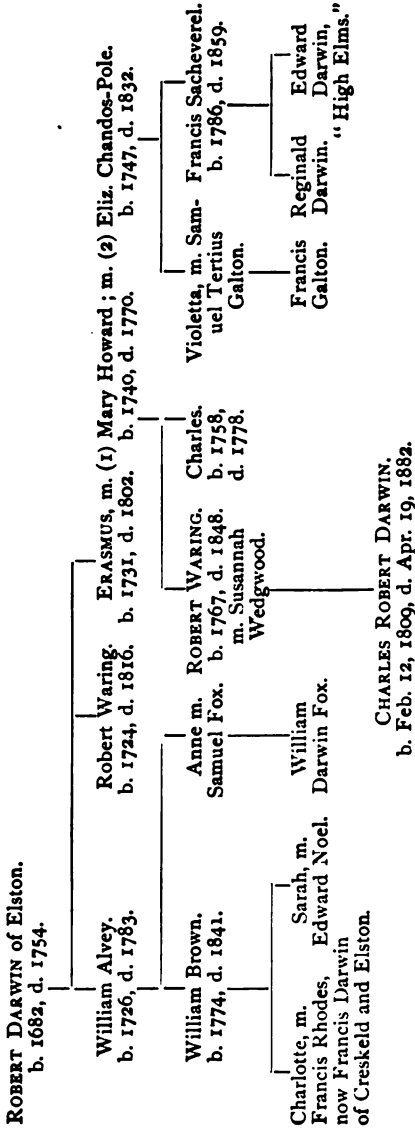 ROBERT DARWIN of Elston.
b. 1682, d. 1754.
William Alvey.
b. 1726, d. 1783.
Robert Waring.
b. 1724, d. 1816.
ERASMUS, m. (1) Mary Howard; m. (2) Eliz. Chandos-Pole.
b. 1731, d. 1802. b. 1740, d. 1770. b. 1747, d. 1832.
William Brown.
b. 1774, d. 1841.
Anne m.
Samuel Fox.
ROBERT WARING.
b. 1767, d. 1848.
m. Susannah
Wedgwood.
Charles.
b. 1758,
d. 1778.
Violetta, m. Sam-
uel Tertius
Galton.
Francis Sacheverel.
b. 1786, d. 1859.
Charlotte, m.
Francis Rhodes,
now Francis Darwin
of Creskeld and Elston.
Sarah, m.
Edward Noel.
William
Darwin Fox.
Francis
Galton.
Reginald
Darwin.
Edward
Darwin,
"High Elms."
CHARLES ROBERT DARWIN.
b. Feb. 12, 1809, d. Apr. 19, 1882.